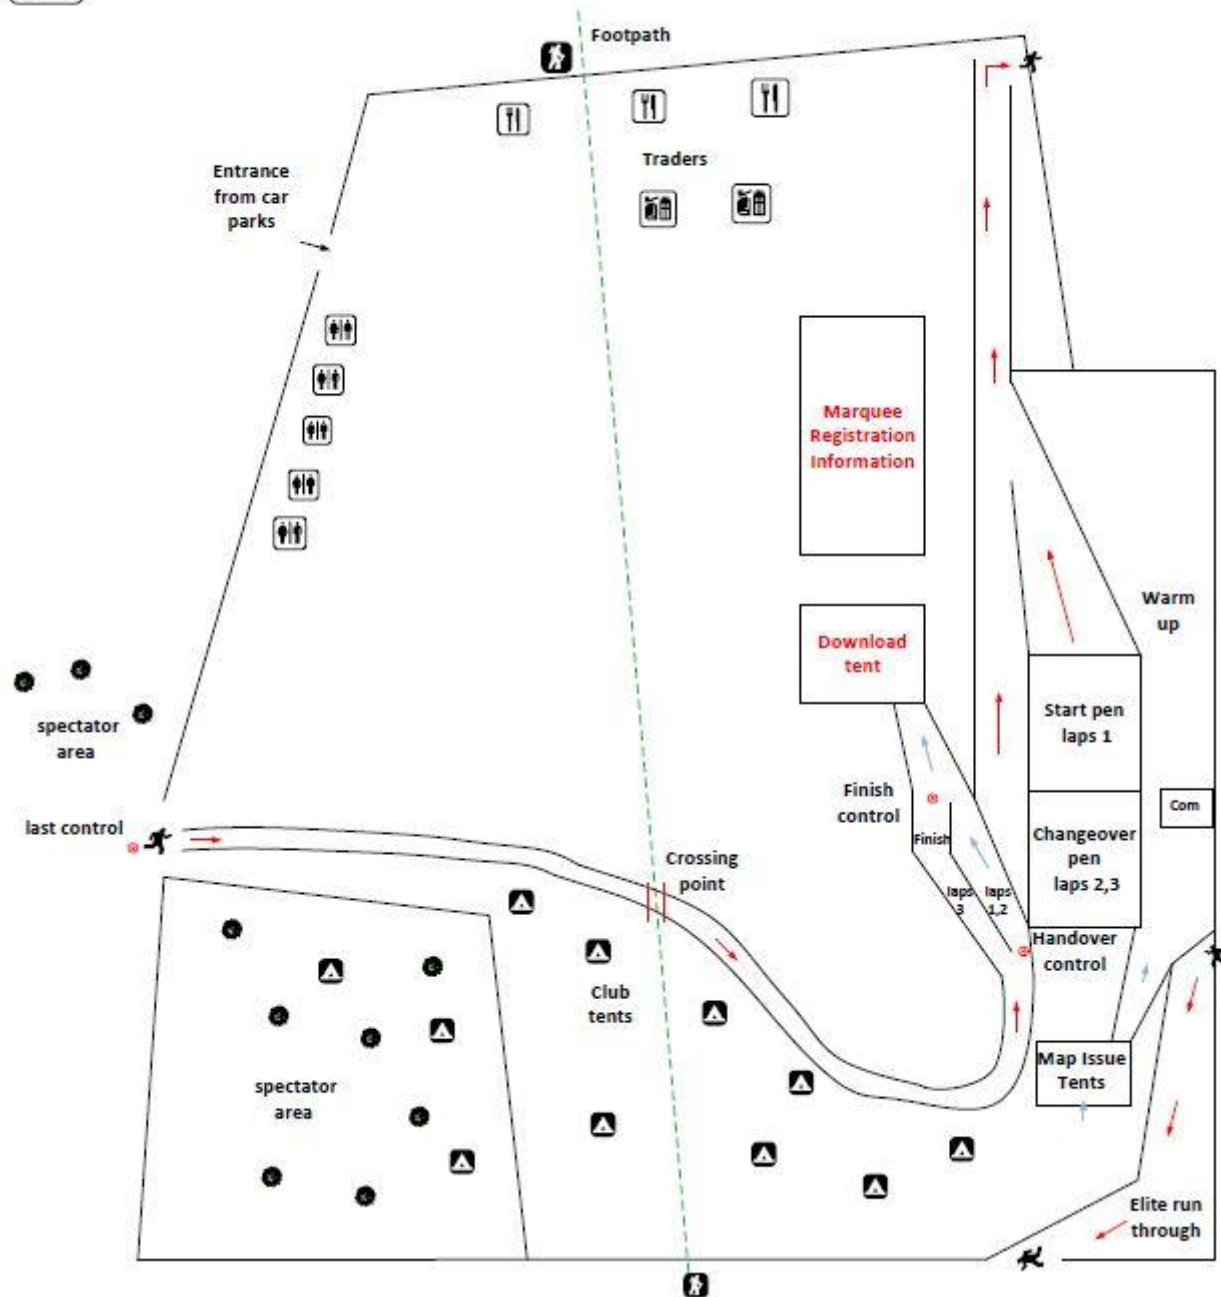 Footpath
Traders
Entrance
from car
parks
Marquee
Registration
Information
Warm
up
Download
tent
Start pen
laps 1
spectator
area
Finish
control
Com
last control
Changeover
pen
laps 2,3
Finish
Crossing
point
laps
3
laps
1,2
Handover
control
Club
tents
Map Issue
Tents
spectator
area
Elite run
through